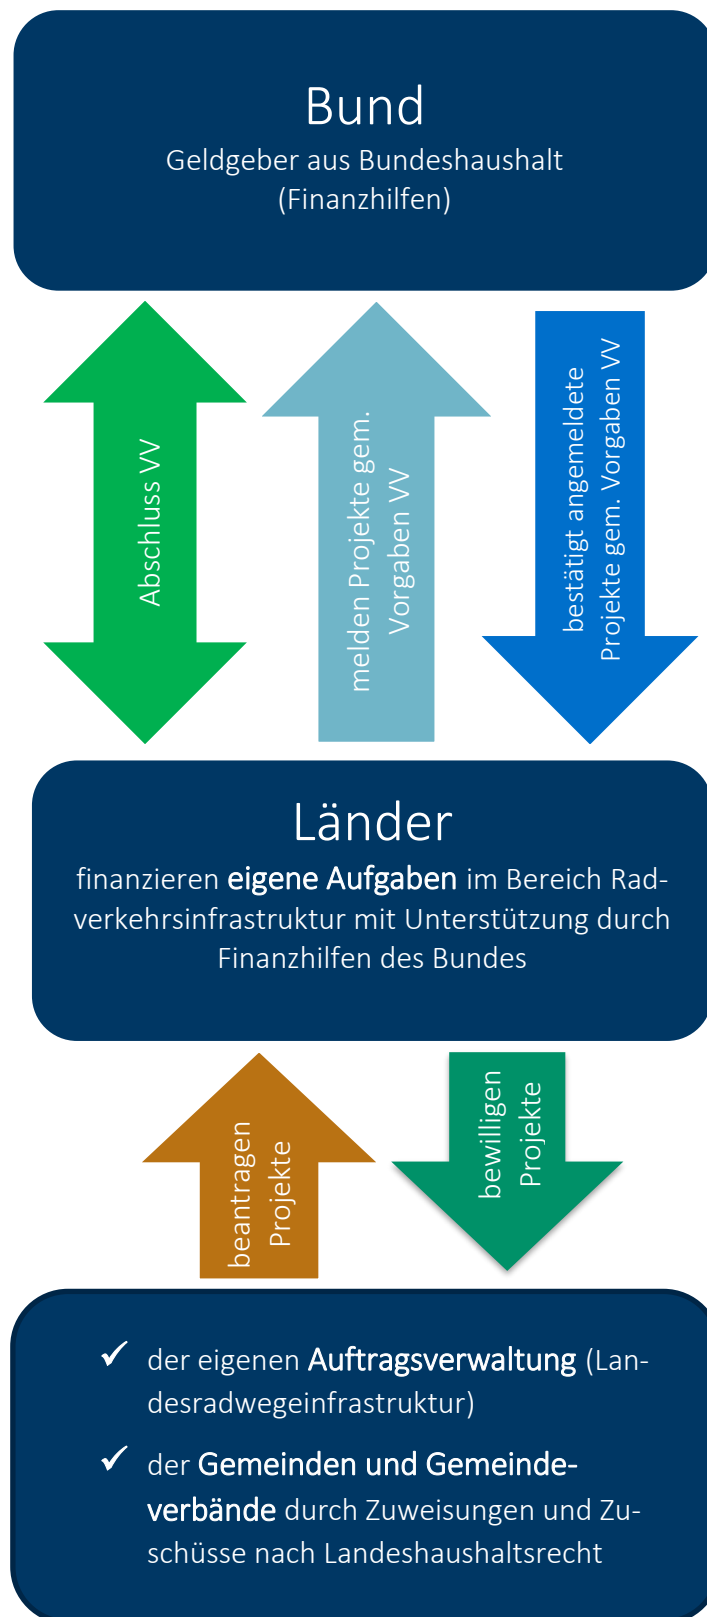 Bund
Geldgeber aus Bundeshaushalt
(Finanzhilfen)
Abschluss VV
melden Projekte gem.
Vorgaben VV
bestätigt angemeldete
Projekte gem. Vorgaben VV
Länder
finanzieren eigene Aufgaben im Bereich Rad-
verkehrsinfrastruktur mit Unterstützung durch
Finanzhilfen des Bundes
beantragen
Projekte
bewilligen
Projekte
✓ der eigenen Auftragsverwaltung (Lan-
desradwegeinfrastruktur)
✓ der Gemeinden und Gemeinde-
verbände durch Zuweisungen und Zu-
schüsse nach Landeshaushaltsrecht